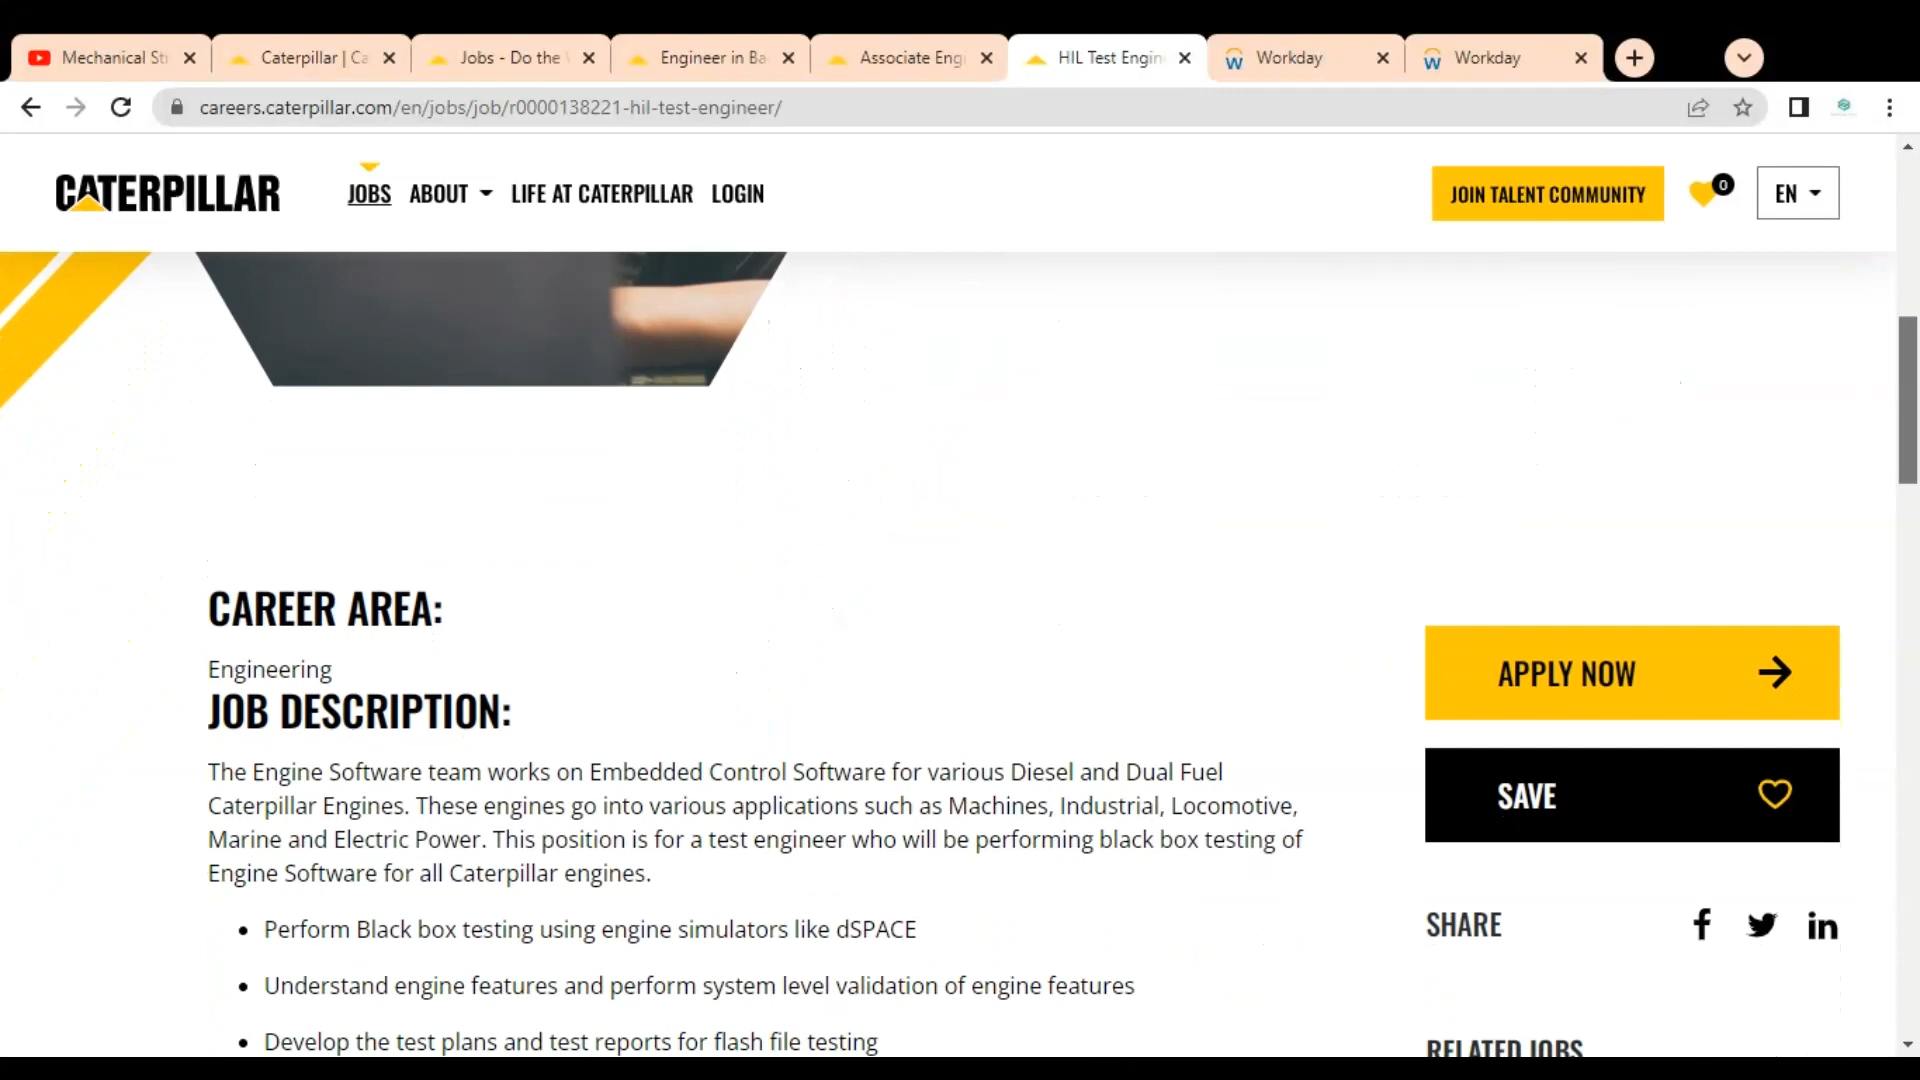 Mechanical St
Caterpillar | Ca
Jobs - Do the
Engineer in Ba
Associate Eng
HIL Test Engin
Workday
Workday
careers.caterpillar.com/en/jobs/job/r0000138221-hil-test-engineer/
CATERPILLAR
JOBS
ABOUT
LIFE AT CATERPILLAR
LOGIN
JOIN TALENT COMMUNITY
0
EN
CAREER AREA:
Engineering
JOB DESCRIPTION:
The Engine Software team works on Embedded Control Software for various Diesel and Dual Fuel
Caterpillar Engines. These engines go into various applications such as Machines, Industrial, Locomotive,
Marine and Electric Power. This position is for a test engineer who will be performing black box testing of
Engine Software for all Caterpillar engines.
• Perform Black box testing using engine simulators like dSPACE
• Understand engine features and perform system level validation of engine features
• Develop the test plans and test reports for flash file testing
APPLY NOW
SAVE
SHARE
RELATED JOBS